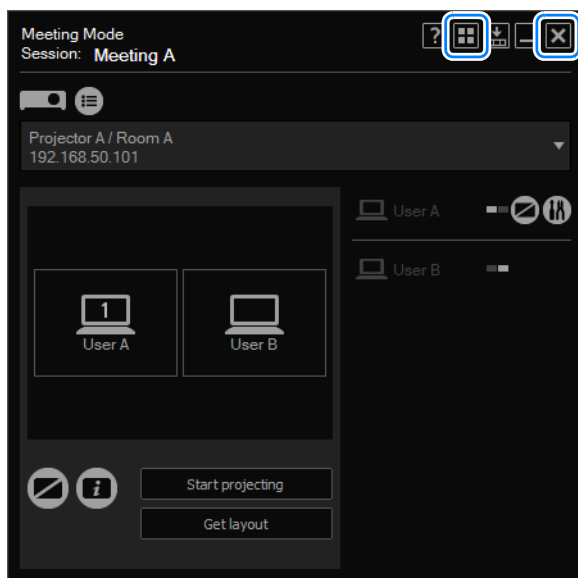 Meeting Mode
Session: Meeting A
?
Projector A / Room A
192.168.50.101
User A
User B
1
User A
User B
i
Start projecting
Get layout